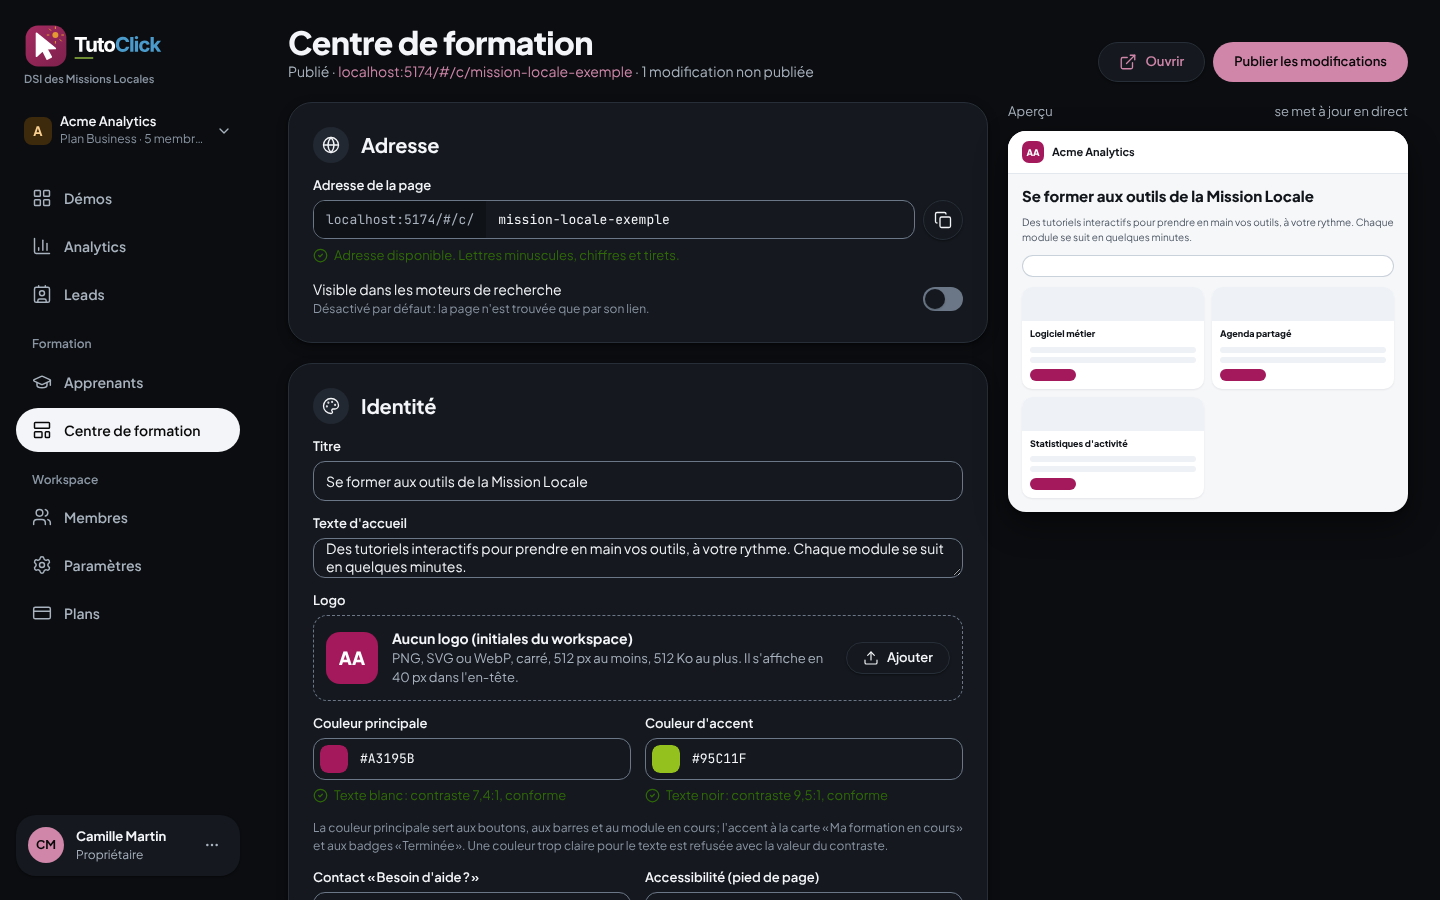 TutoClick
DSI des Missions Locales
A
Acme Analytics
Plan Business · 5 membr...
Démos
Analytics
Leads
Formation
Apprenants
Centre de formation
Workspace
Membres
Paramètres
Plans
CM
Camille Martin
Propriétaire
Centre de formation
Publié · localhost:5174/#/c/mission-locale-exemple · 1 modification non publiée
Ouvrir
Publier les modifications
Adresse
Adresse de la page
localhost:5174/#/c/
mission-locale-exemple
Adresse disponible. Lettres minuscules, chiffres et tirets.
Visible dans les moteurs de recherche
Désactivé par défaut : la page n'est trouvée que par son lien.
Identité
Titre
Se former aux outils de la Mission Locale
Texte d'accueil
Des tutoriels interactifs pour prendre en main vos outils, à votre rythme. Chaque module se suit
en quelques minutes.
Logo
AA
Aucun logo (initiales du workspace)
PNG, SVG ou WebP, carré, 512 px au moins, 512 Ko au plus. Il s'affiche en
40 px dans l'en-tête.
Ajouter
Couleur principale
#A3195B
Texte blanc : contraste 7,4:1, conforme
Couleur d'accent
#95C11F
Texte noir : contraste 9,5:1, conforme
La couleur principale sert aux boutons, aux barres et au module en cours ; l'accent à la carte « Ma formation en cours »
et aux badges « Terminée ». Une couleur trop claire pour le texte est refusée avec la valeur du contraste.
Contact « Besoin d'aide ? »
Accessibilité (pied de page)
Aperçu
se met à jour en direct
AA
Acme Analytics
Se former aux outils de la Mission Locale
Des tutoriels interactifs pour prendre en main vos outils, à votre rythme. Chaque
module se suit en quelques minutes.
Logiciel métier
Agenda partagé
Statistiques d'activité